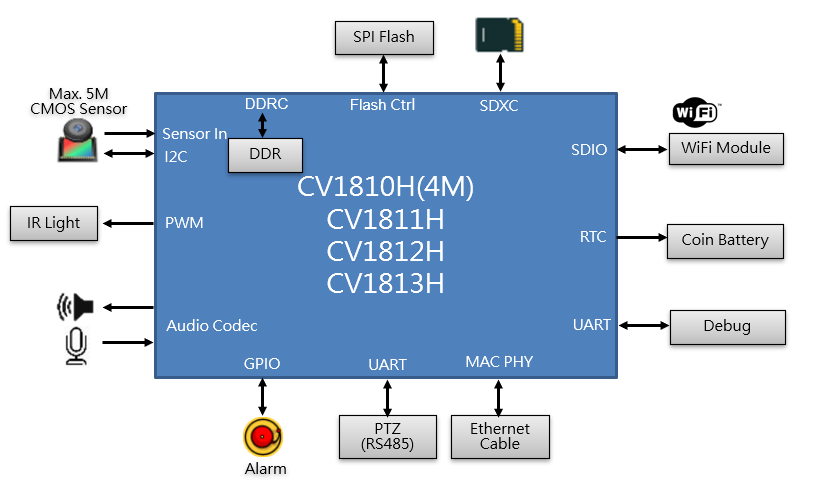 SPI Flash
Max. 5M
CMOS Sensor
DDRC
Flash Ctrl
SDXC
WiFi
Sensor In
I2C
DDR
SDIO
WiFi Module
CV1810H(4M)
CV1811H
CV1812H
CV1813H
IR Light
PWM
RTC
Coin Battery
Audio Codec
UART
Debug
GPIO
UART
MAC PHY
PTZ
(RS485)
Ethernet
Cable
Alarm